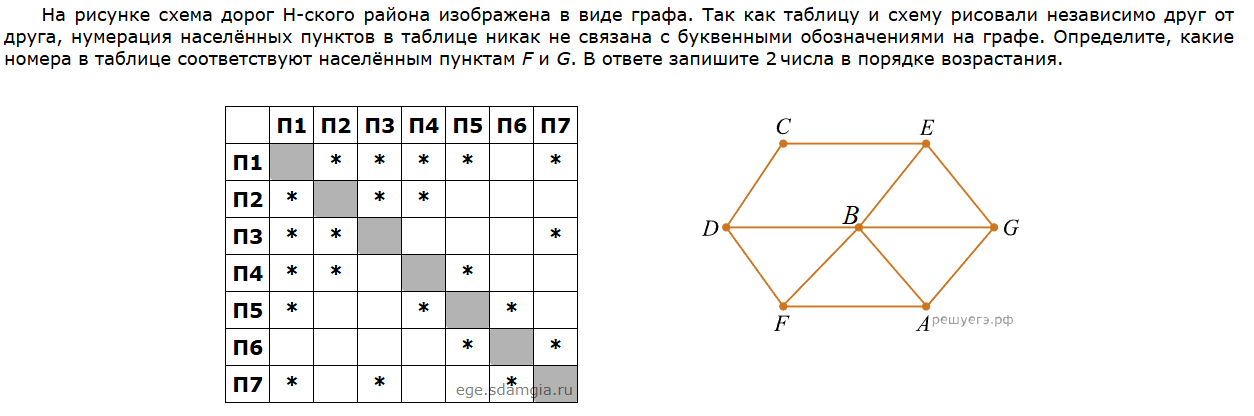 На рисунке схема дорог Н-ского района изображена в виде графа. Так как таблицу и схему рисовали независимо друг от
друга, нумерация населённых пунктов в таблице никак не связана с буквенными обозначениями на графе. Определите, какие
номера в таблице соответствуют населённым пунктам F и G. В ответе запишите 2 числа в порядке возрастания.
П1 П2 П3 П4 П5 П6 П7
П1 * * * * *
П2 * * *
П3 * * *
П4 * * *
П5 * * *
П6 * *
П7 * * *
ege.sdamgia.ru
C E
D B G
F A
решуегэ.рф